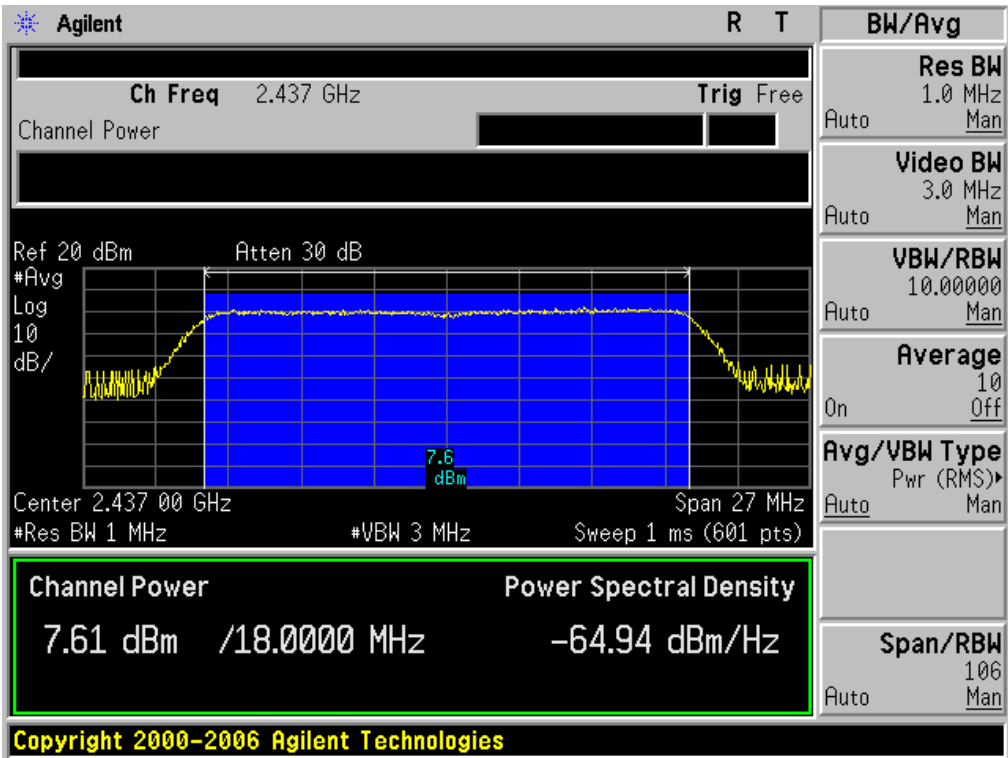 Agilent R T
Ch Freq 2.437 GHz Trig Free
Channel Power
Ref 20 dBm Atten 30 dB
#Avg
Log
10
dB/
7.6
dBm
Center 2.437 00 GHz Span 27 MHz
#Res BW 1 MHz #VBW 3 MHz Sweep 1 ms (601 pts)
Channel Power Power Spectral Density
7.61 dBm /18.0000 MHz -64.94 dBm/Hz
Copyright 2000-2006 Agilent Technologies
BW/Avg
Res BW
1.0 MHz
Auto Man
Video BW
3.0 MHz
Auto Man
VBW/RBW
10.00000
Auto Man
Average
10
On Off
Avg/VBW Type
Pwr (RMS)▸
Auto Man
Span/RBW
106
Auto Man